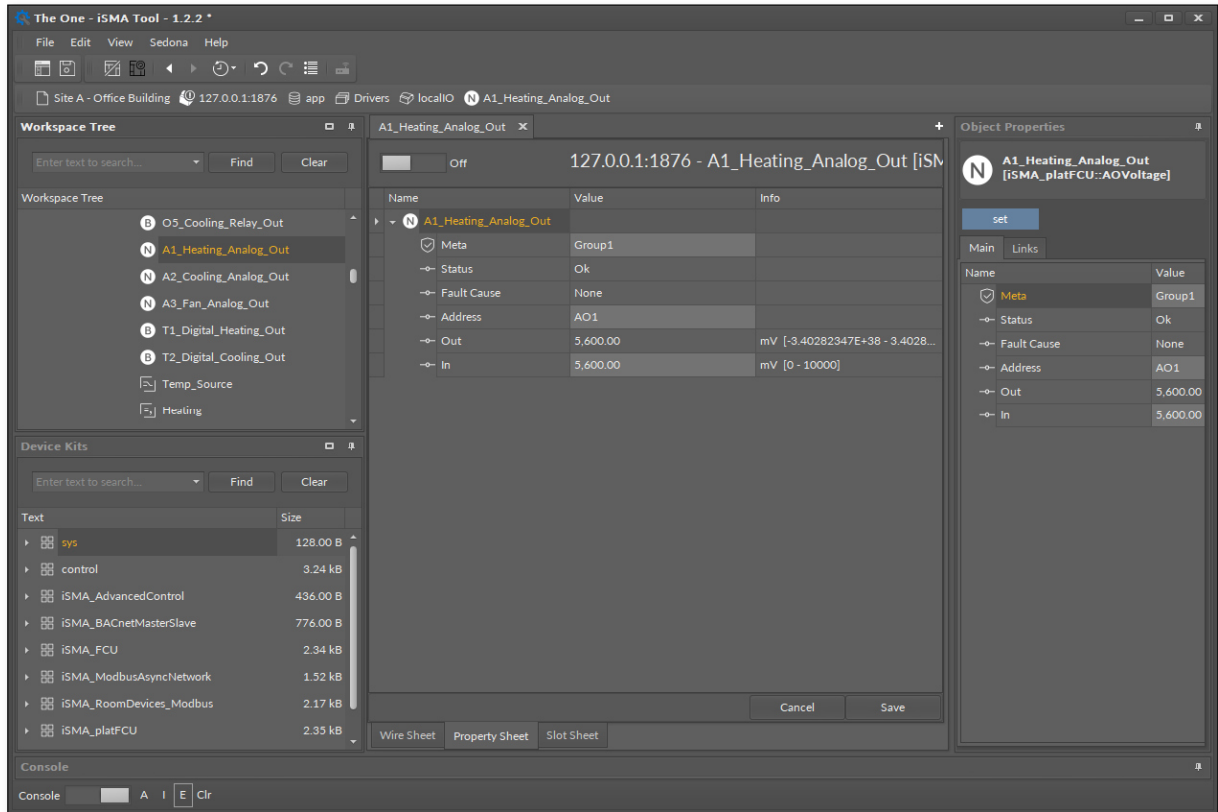 The One - iSMA Tool - 1.2.2 *
File Edit View Sedona Help
Site A - Office Building 127.0.0.1:1876 app Drivers localIO N A1_Heating_Analog_Out
Workspace Tree
Enter text to search... Find Clear
Workspace Tree
B O5_Cooling_Relay_Out
N A1_Heating_Analog_Out
N A2_Cooling_Analog_Out
N A3_Fan_Analog_Out
B T1_Digital_Heating_Out
B T2_Digital_Cooling_Out
Temp_Source
Heating
Device Kits
Enter text to search... Find Clear
Text Size
sys 128.00 B
control 3.24 kB
iSMA_AdvancedControl 436.00 B
iSMA_BACnetMasterSlave 776.00 B
iSMA_FCU 2.34 kB
iSMA_ModbusAsyncNetwork 1.52 kB
iSMA_RoomDevices_Modbus 2.17 kB
iSMA_platFCU 2.35 kB
A1_Heating_Analog_Out X
Off 127.0.0.1:1876 - A1_Heating_Analog_Out [iSM
Name Value Info
N A1_Heating_Analog_Out
Meta Group1
Status Ok
Fault Cause None
Address AO1
Out 5,600.00 mV [-3.40282347E+38 - 3.4028...
In 5,600.00 mV [0 - 10000]
Cancel Save
Wire Sheet Property Sheet Slot Sheet
Object Properties
N A1_Heating_Analog_Out
[iSMA_platFCU::AOVoltage]
set
Main Links
Name Value
Meta Group1
Status Ok
Fault Cause None
Address AO1
Out 5,600.00
In 5,600.00
Console
Console A I E Clr